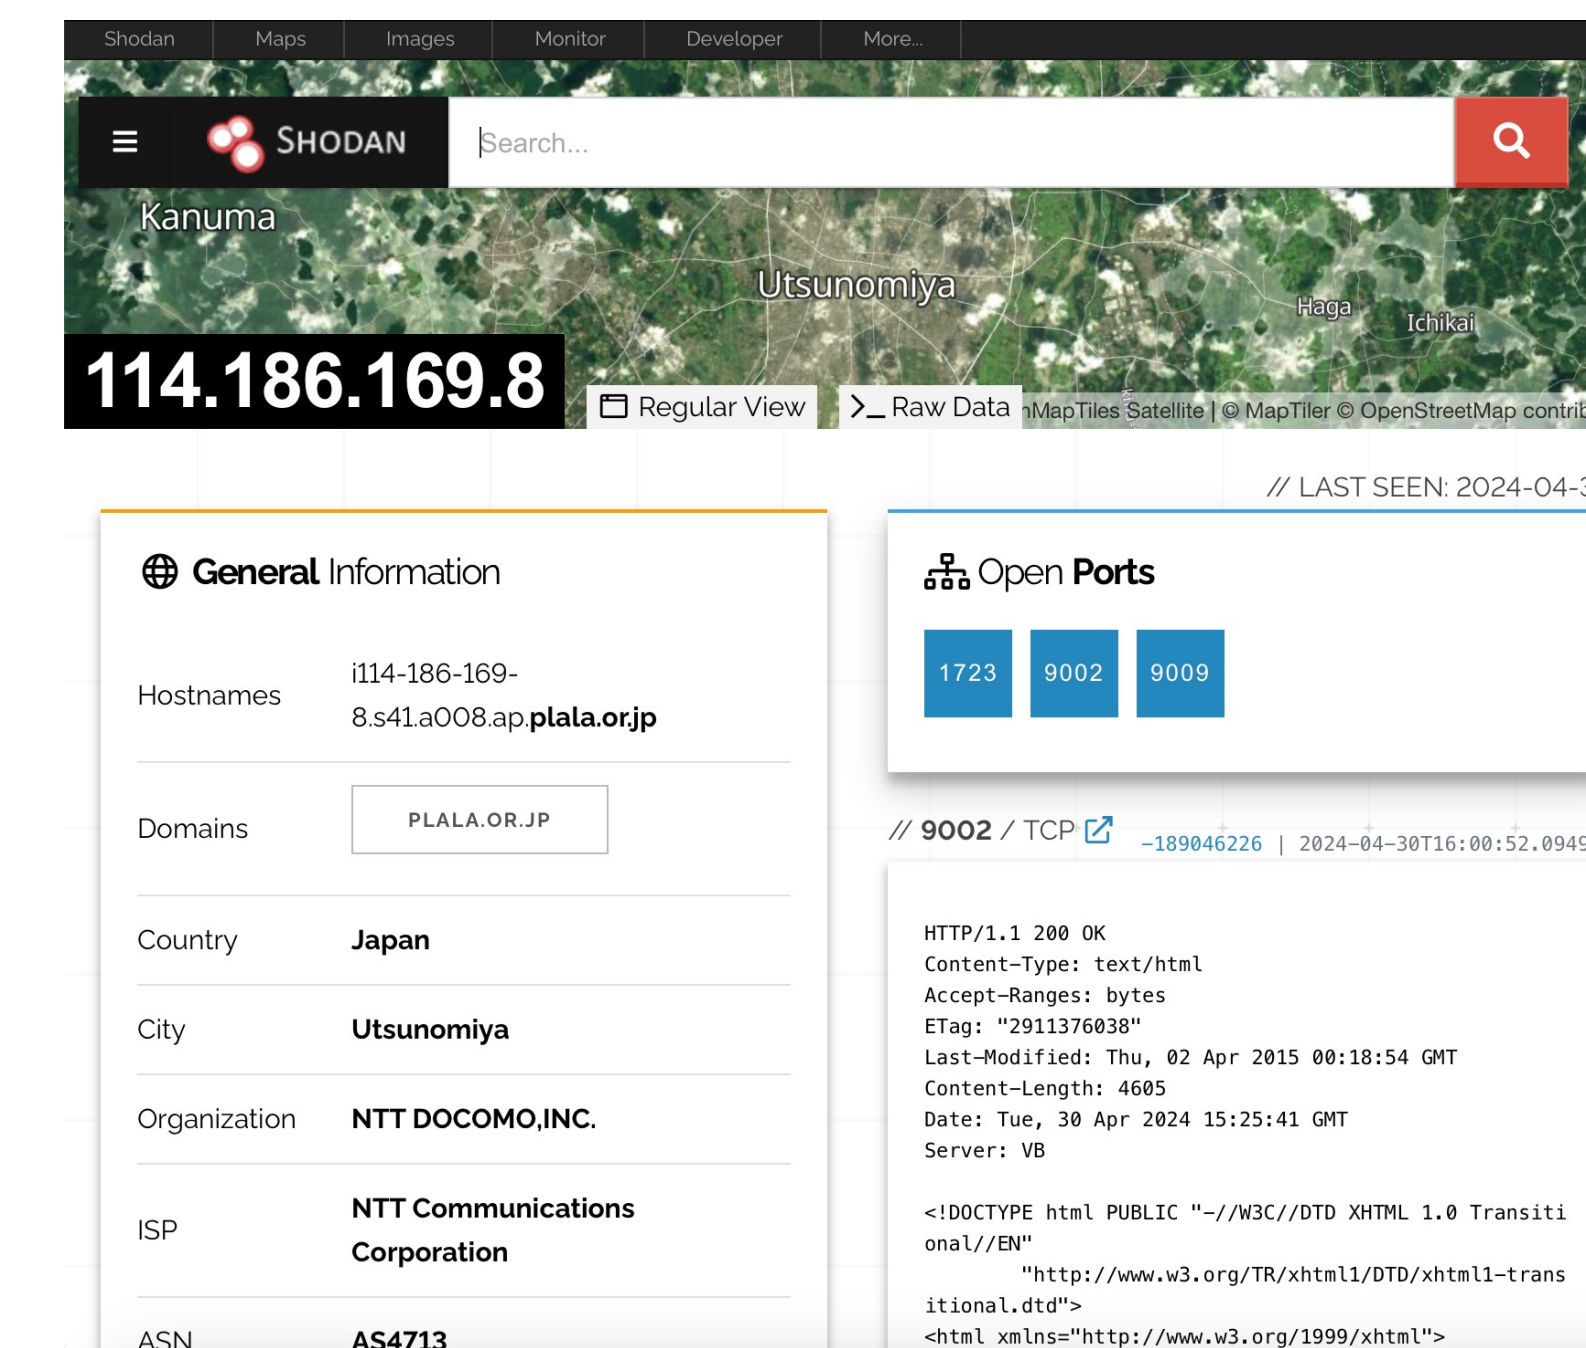 Shodan Maps Images Monitor Developer More...
SHODAN Search...
Kanuma
Utsunomiya
Haga
Ichikai
114.186.169.8
Regular View
Raw Data
nMapTiles Satellite | © MapTiler © OpenStreetMap contrib
// LAST SEEN: 2024-04-3
General Information
Hostnames
i114-186-169-
8.s41.a008.ap.plala.or.jp
Domains
PLALA.OR.JP
Country Japan
City Utsunomiya
Organization NTT DOCOMO,INC.
ISP
NTT Communications
Corporation
ASN AS4713
Open Ports
1723 9002 9009
// 9002 / TCP
-189046226 | 2024-04-30T16:00:52.0949
HTTP/1.1 200 OK
Content-Type: text/html
Accept-Ranges: bytes
ETag: "2911376038"
Last-Modified: Thu, 02 Apr 2015 00:18:54 GMT
Content-Length: 4605
Date: Tue, 30 Apr 2024 15:25:41 GMT
Server: VB
<!DOCTYPE html PUBLIC "-//W3C//DTD XHTML 1.0 Transiti
onal//EN"
"http://www.w3.org/TR/xhtml1/DTD/xhtml1-trans
itional.dtd">
<html xmlns="http://www.w3.org/1999/xhtml">